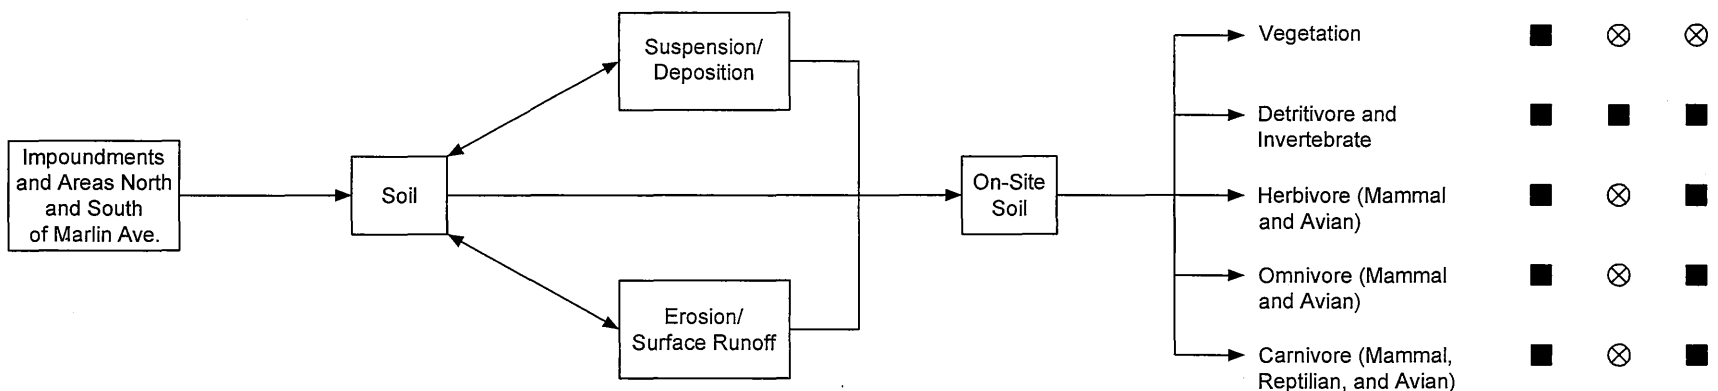 Impoundments
and Areas North
and South
of Marlin Ave.
Soil
Suspension/
Deposition
Erosion/
Surface Runoff
On-Site
Soil
Vegetation
Detritivore and
Invertebrate
Herbivore (Mammal
and Avian)
Omnivore (Mammal
and Avian)
Carnivore (Mammal,
Reptilian, and Avian)